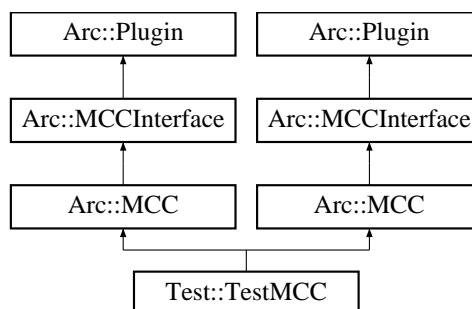 Arc::Plugin Arc::Plugin
Arc::MCCInterface Arc::MCCInterface
Arc::MCC Arc::MCC
Test::TestMCC